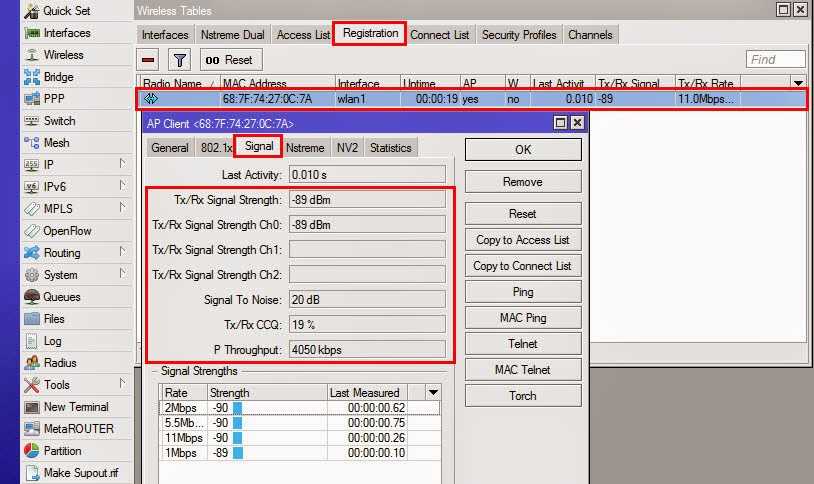 Quick Set
Interfaces
Wireless
Bridge
PPP
Switch
Mesh
IP
IPv6
MPLS
OpenFlow
Routing
System
Queues
Files
Log
Radius
Tools
New Terminal
MetaROUTER
Partition
Make Supout.rif
Wireless Tables
Interfaces Nstreme Dual Access List Registration Connect List Security Profiles Channels
00 Reset Find
Radio Name MAC Address Interface Uptime AP W... Last Activit... Tx/Rx Signal Tx/Rx Rate
68:7F:74:27:0C:7A wlan1 00:00:19 yes no 0.010 -89 11.0Mbps...
AP Client <68:7F:74:27:0C:7A>
General 802.1x Signal Nstreme NV2 Statistics
Last Activity: 0.010 s
Tx/Rx Signal Strength: -89 dBm
Tx/Rx Signal Strength Ch0: -89 dBm
Tx/Rx Signal Strength Ch1:
Tx/Rx Signal Strength Ch2:
Signal To Noise: 20 dB
Tx/Rx CCQ: 19 %
P Throughput: 4050 kbps
Signal Strengths
Rate Strength Last Measured
2Mbps -90 00:00:00.62
5.5Mb... -90 00:00:00.75
11Mbps -90 00:00:00.26
1Mbps -89 00:00:00.10
OK
Remove
Reset
Copy to Access List
Copy to Connect List
Ping
MAC Ping
Telnet
MAC Telnet
Torch